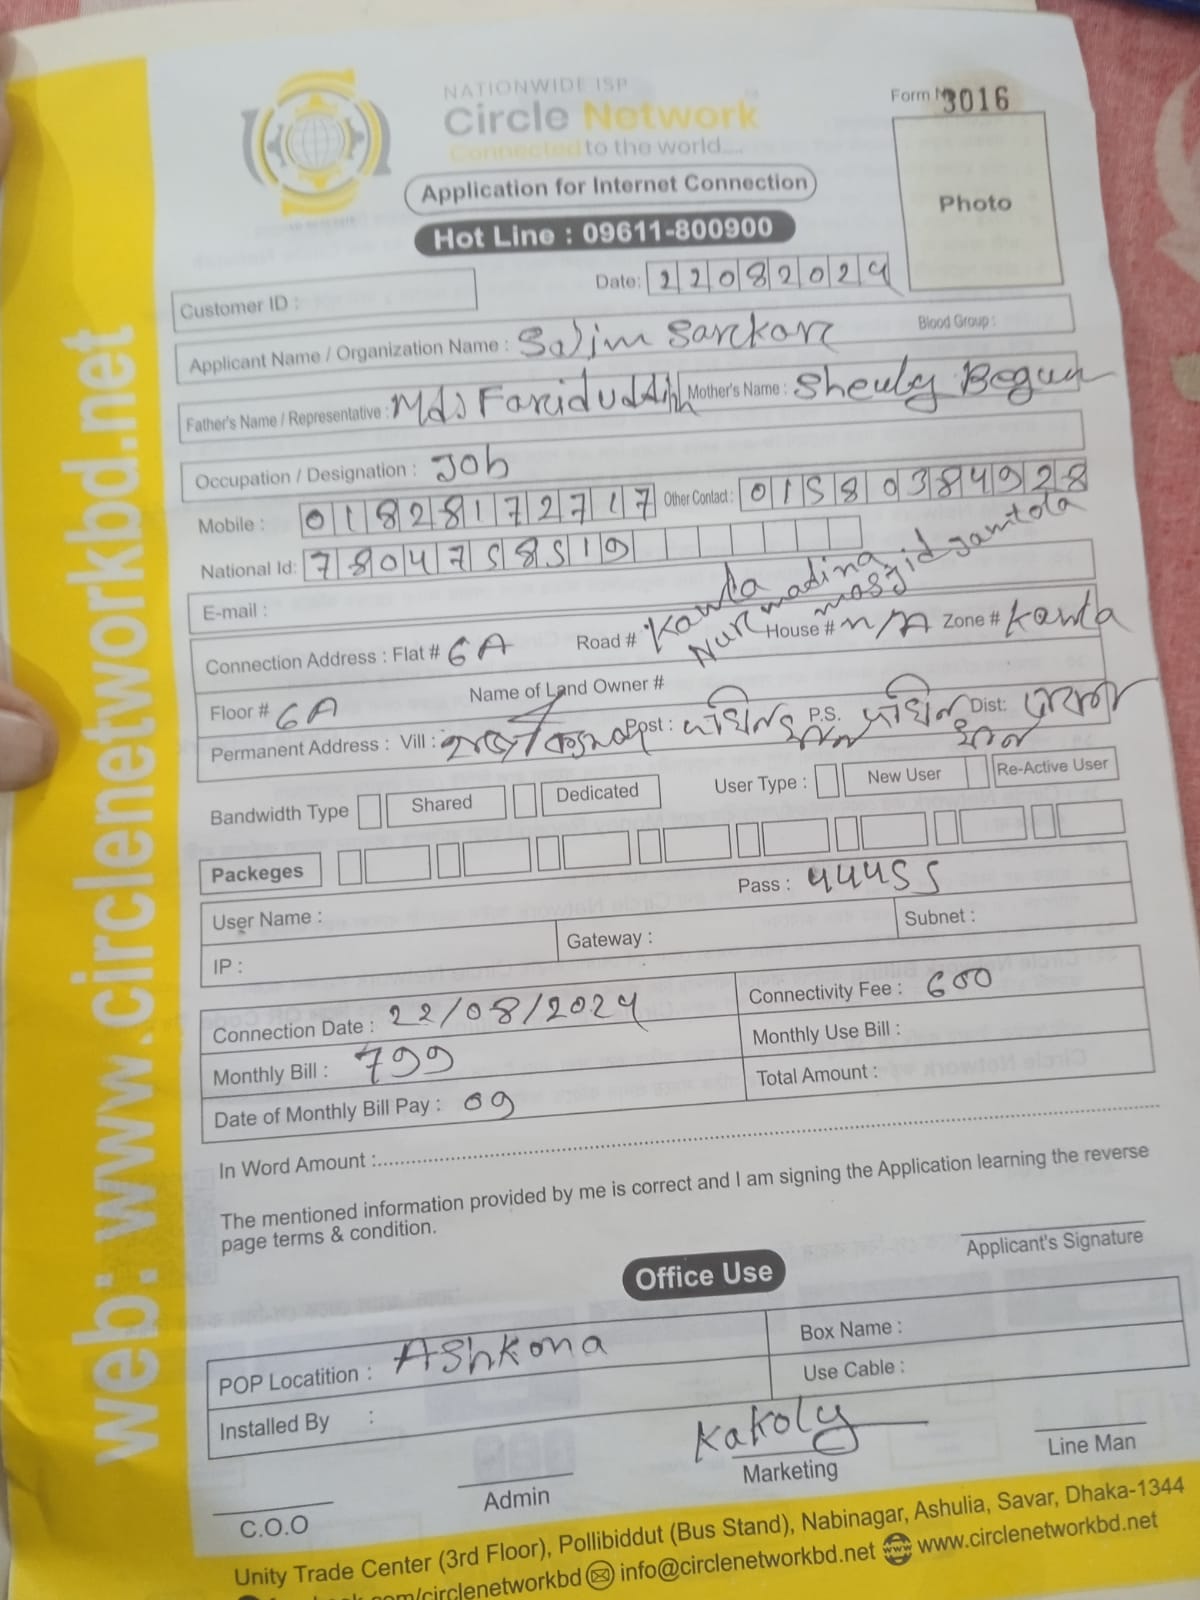 NATIONWIDE ISP
Circle Network
Connected to the world....
Form N 3016
Photo
Application for Internet Connection
Hot Line : 09611-800900
Date: 22082024
Customer ID :
Applicant Name / Organization Name : Salim Sarkar Blood Group :
Father's Name / Representative : Md: Fariduddin Mother's Name : Sheuly Begum
Occupation / Designation : Job
Mobile : 01828172717 Other Contact : 01580384928
National Id: 7804758519
E-mail :
Connection Address : Flat # 6A Road # Kawla Nurmadina mosjid jamtola House # N/A Zone # Kawla
Floor # 6A Name of Land Owner #
Permanent Address : Vill : Post : P.S. Dist:
Bandwidth Type Shared Dedicated User Type : New User Re-Active User
Packeges
User Name : Pass : 44455
IP : Gateway : Subnet :
Connection Date : 22/08/2024 Connectivity Fee : 600
Monthly Bill : 799 Monthly Use Bill :
Date of Monthly Bill Pay : 09 Total Amount :
In Word Amount :
The mentioned information provided by me is correct and I am signing the Application learning the reverse
page terms & condition.
Applicant's Signature
Office Use
POP Locatition : Ashkona Box Name :
Installed By : Use Cable :
Kakoly
C.O.O Admin Marketing Line Man
Unity Trade Center (3rd Floor), Pollibiddut (Bus Stand), Nabinagar, Ashulia, Savar, Dhaka-1344
.com/circlenetworkbd info@circlenetworkbd.net www.circlenetworkbd.net
web: www.circlenetworkbd.net